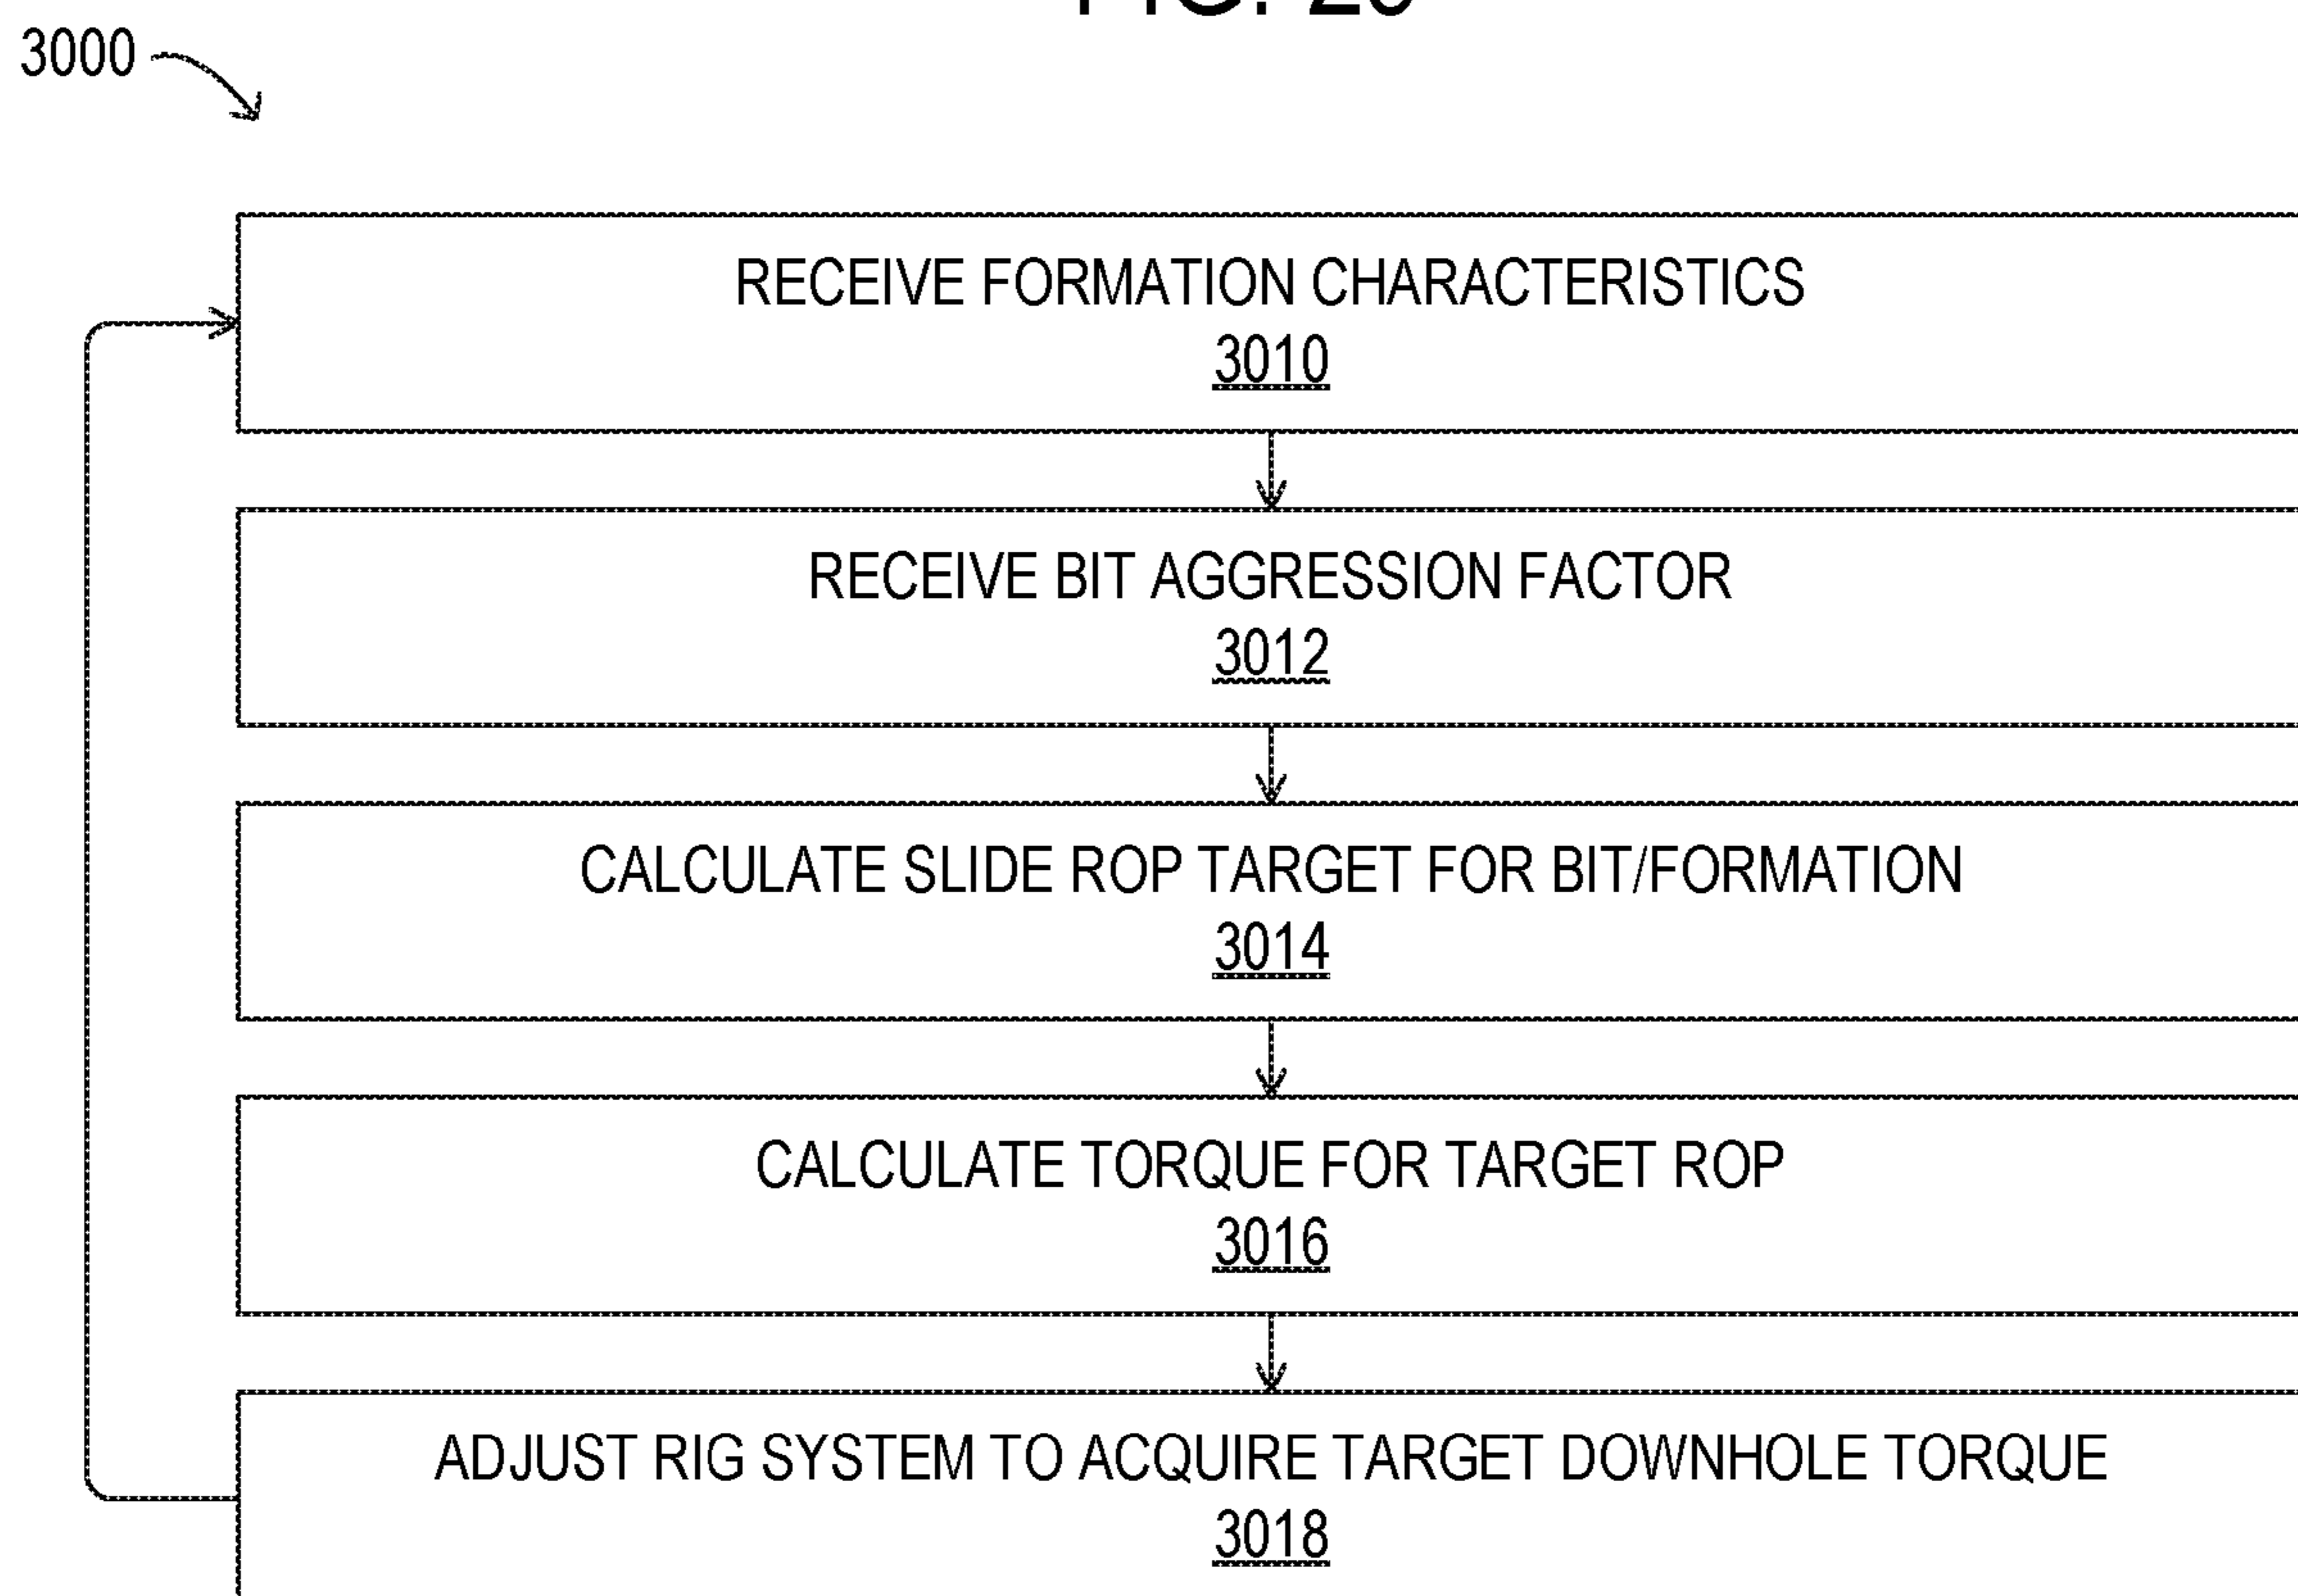 3000
RECEIVE FORMATION CHARACTERISTICS
3010
RECEIVE BIT AGGRESSION FACTOR
3012
CALCULATE SLIDE ROP TARGET FOR BIT/FORMATION
3014
CALCULATE TORQUE FOR TARGET ROP
3016
ADJUST RIG SYSTEM TO ACQUIRE TARGET DOWNHOLE TORQUE
3018